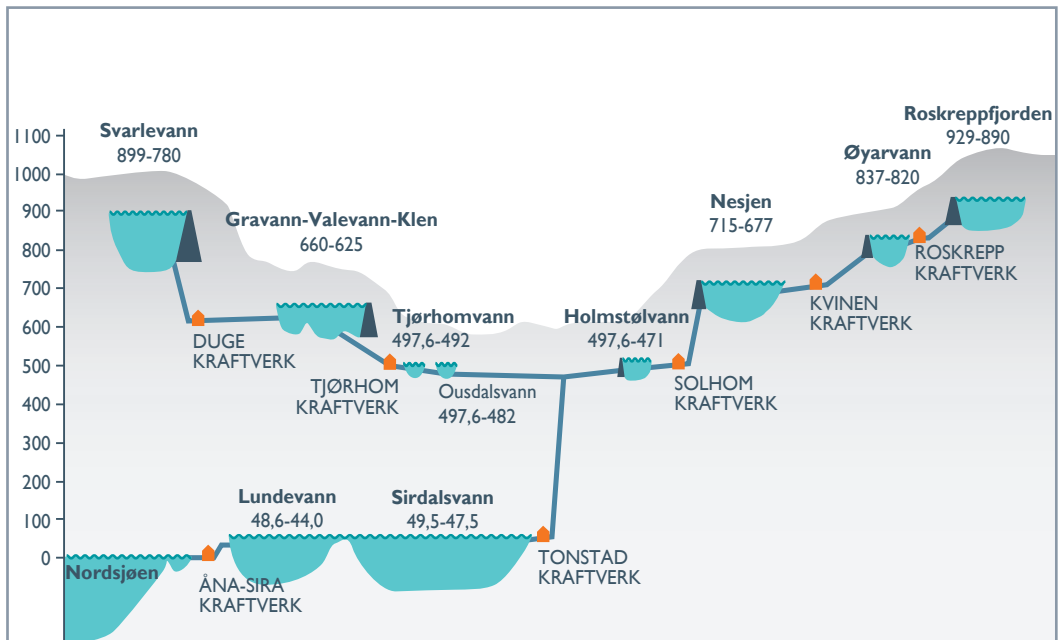 Roskreppfjorden
929-890
Svarlevann
899-780
Øyarvann
837-820
Nesjen
715-677
Gravann-Valevann-Klen
660-625
Tjørhomvann
497,6-492
Holmstølvann
497,6-471
1100
1000
900
800
700
600
500
400
300
200
100
0
ROSKREPP
KRAFTVERK
KVINEN
KRAFTVERK
DUGE
KRAFTVERK
TJØRHOM
KRAFTVERK
Ousdalsvann
497,6-482
SOLHOM
KRAFTVERK
Lundevann
48,6-44,0
Sirdalsvann
49,5-47,5
TONSTAD
KRAFTVERK
Nordsjøen
ÅNA-SIRA
KRAFTVERK